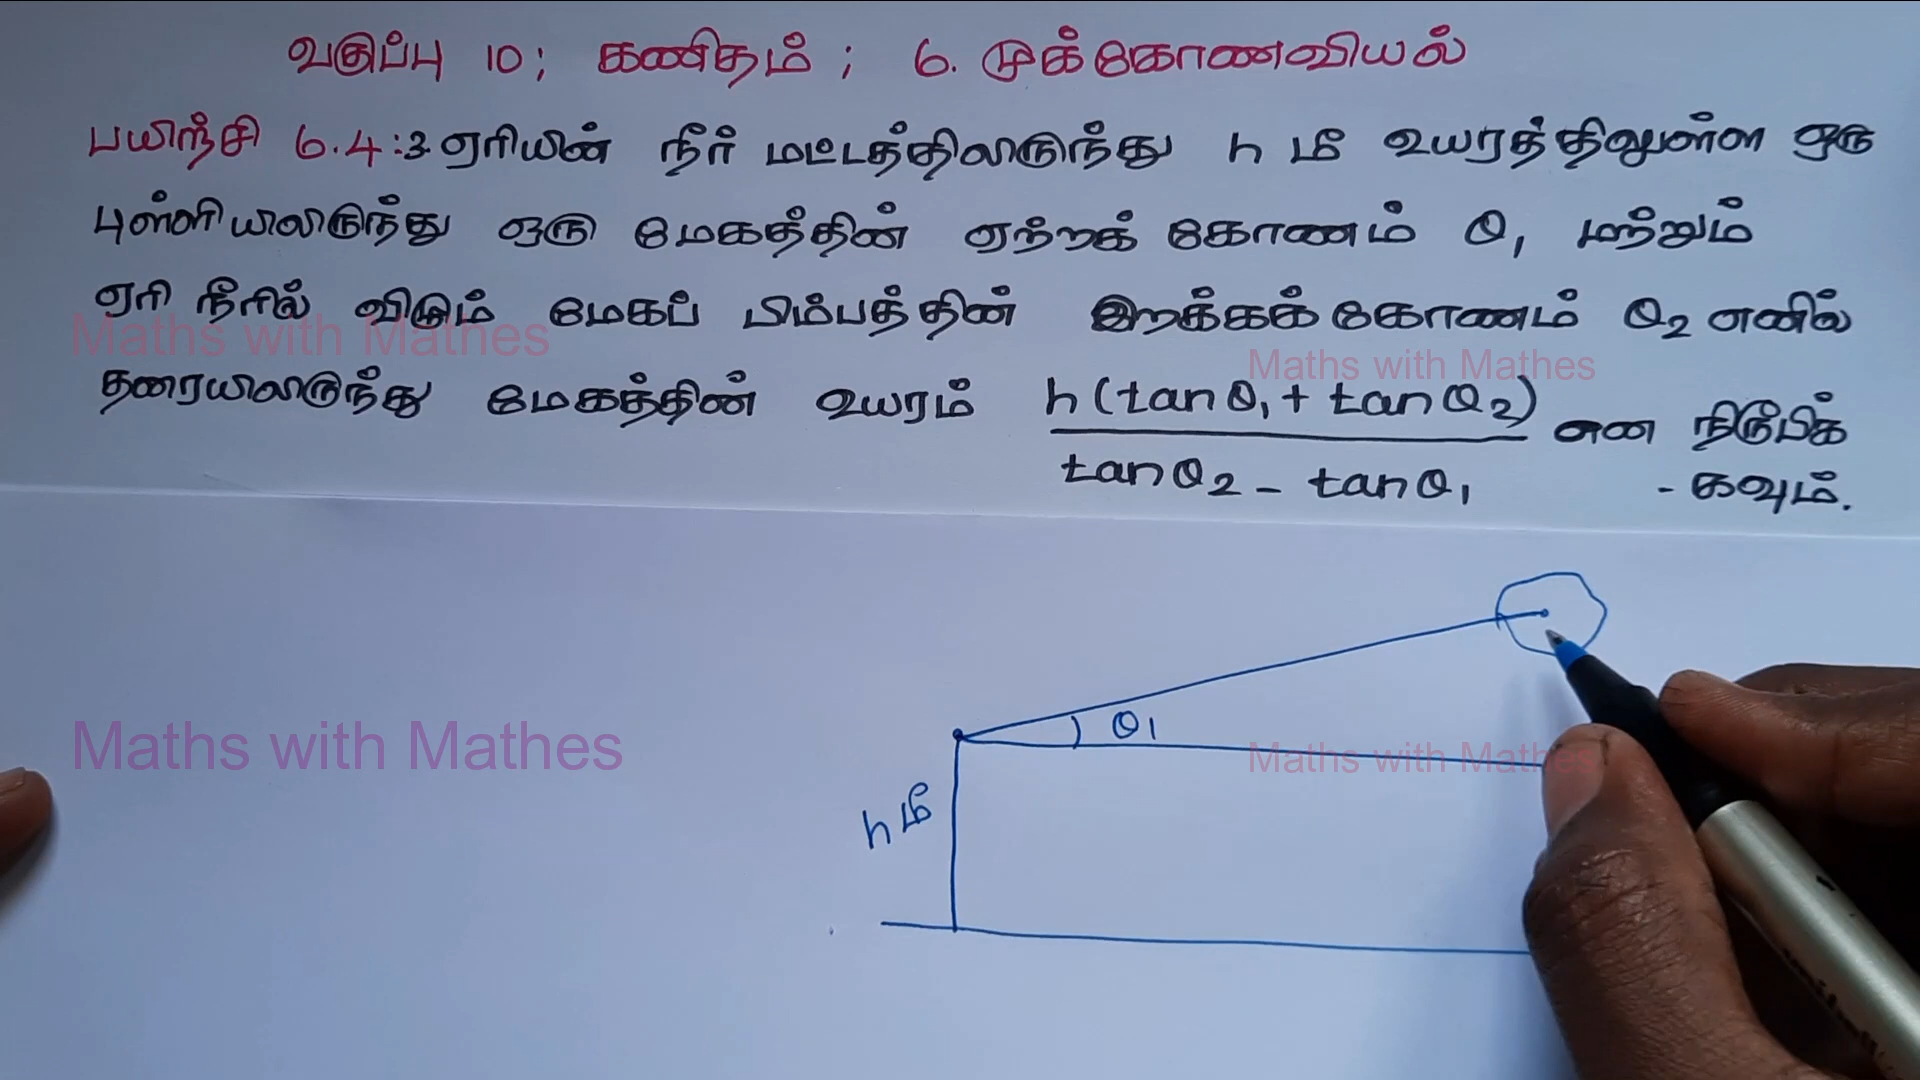 வகுப்பு 10; கணிதம்; 6. முக்கோணவியல்
பயிற்சி 6.4:3 ஏரியின் நீர் மட்டத்திலிருந்து h மீ உயரத்திலுள்ள ஒரு
புள்ளியிலிருந்து ஒரு மேகத்தின் ஏற்றக் கோணம் θ₁ மற்றும்
ஏரி நீரில் விழும் மேகப் பிம்பத்தின் இறக்கக் கோணம் θ₂ எனில்
தரையிலிருந்து மேகத்தின் உயரம் h(tanθ₁ + tanθ₂) என நிரூபிக்
tanθ₂ - tanθ₁ - கவும்.
Maths with Mathes
Maths with Mathes
θ₁
Maths with Mathes
Maths with Mathes
h மீ